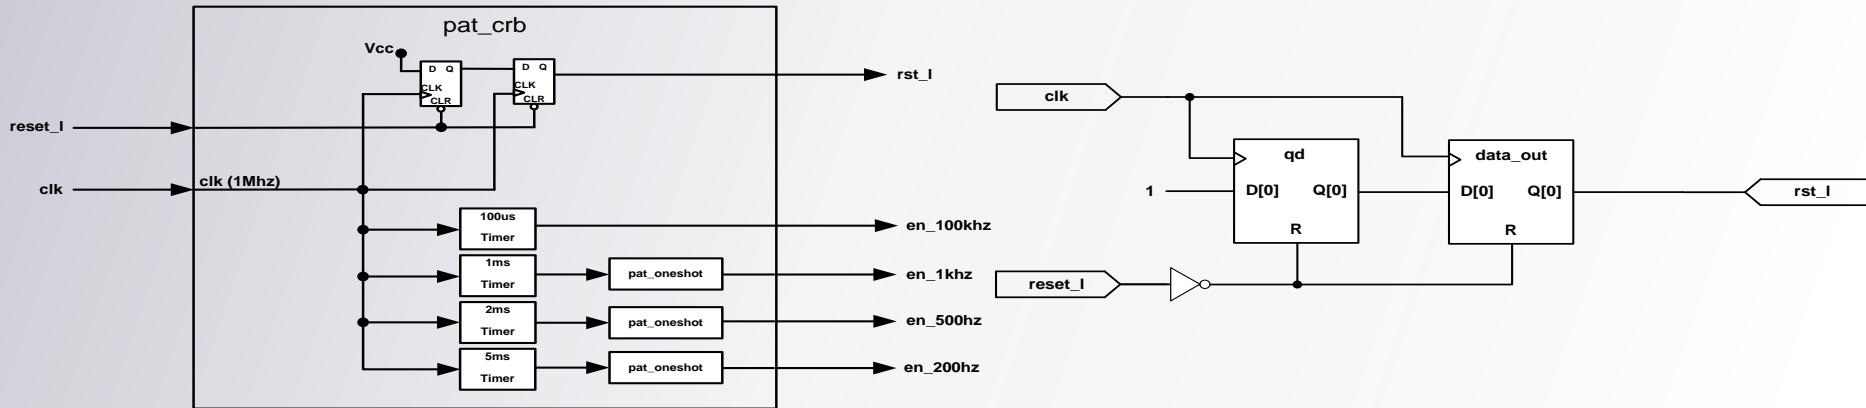 pat_crb
Vcc
D Q
CLK
CLR
D Q
CLK
CLR
rst_l
reset_l
clk
clk (1Mhz)
100us
Timer
en_100khz
1ms
Timer
pat_oneshot
en_1khz
2ms
Timer
pat_oneshot
en_500hz
5ms
Timer
pat_oneshot
en_200hz
clk
qd
D[0] Q[0]
R
data_out
D[0] Q[0]
R
1
rst_l
reset_l